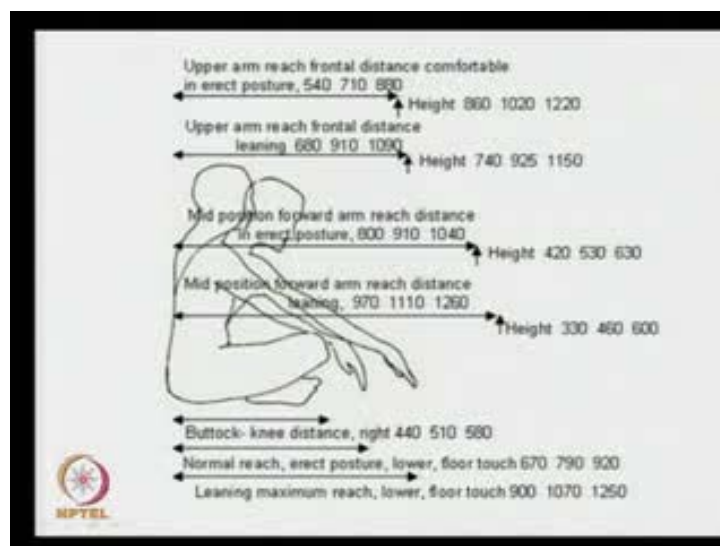 Upper arm reach frontal distance comfortable
in erect posture, 540 710 880
Height 860 1020 1220
Upper arm reach frontal distance
leaning 680 910 1090
Height 740 925 1150
Mid position forward arm reach distance
in erect posture, 800 910 1040
Height 420 530 630
Mid position forward arm reach distance
leaning, 970 1110 1260
Height 330 460 600
Buttock- knee distance, right 440 510 580
Normal reach, erect posture, lower, floor touch 670 790 920
Leaning maximum reach, lower, floor touch 900 1070 1250
NPTEL